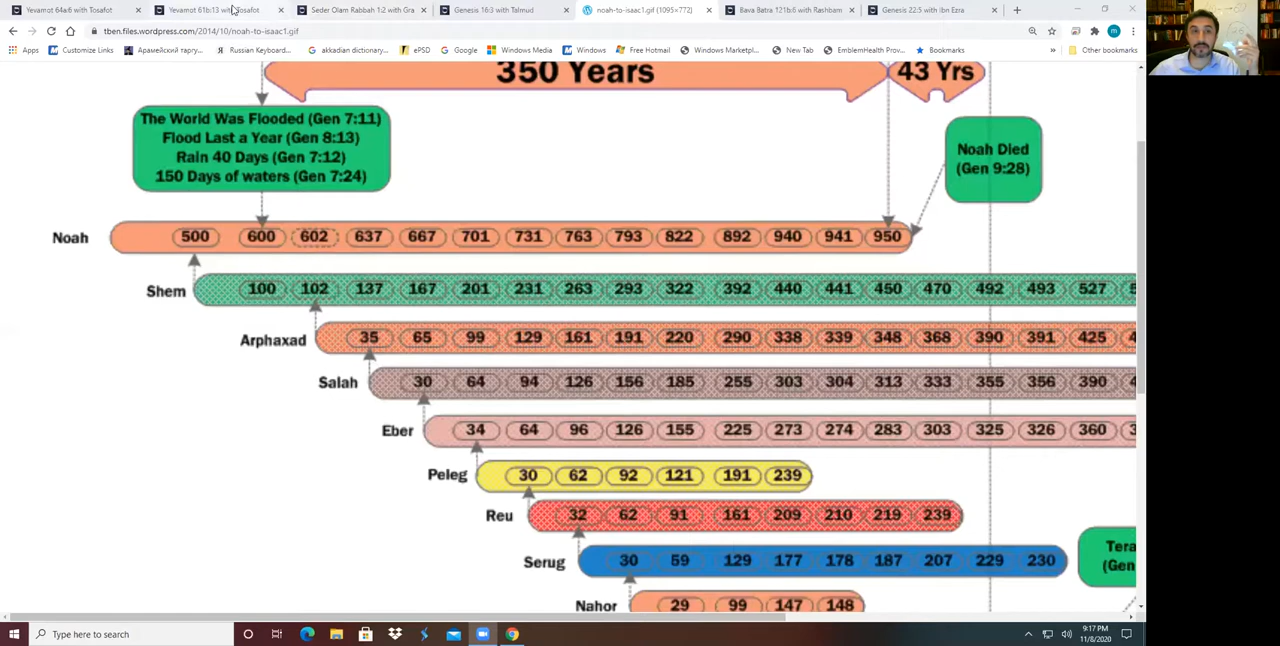 Yevamot 64a:6 with Tosafot
Yevamot 61b:13 with Tosafot
Seder Olam Rabbah 1:2 with Gra
Genesis 16:3 with Talmud
noah-to-isaac1.gif (1095×772)
Bava Batra 121b:6 with Rashbam
Genesis 22:5 with Ibn Ezra
tben.files.wordpress.com/2014/10/noah-to-isaac1.gif
Apps
Customize Links
Арамейский таргу...
Russian Keyboard...
akkadian dictionary...
ePSD
Google
Windows Media
Windows
Free Hotmail
Windows Marketpl...
New Tab
EmblemHealth Pro...
Bookmarks
Other bookmarks
350 Years
43 Yrs
The World Was Flooded (Gen 7:11)
Flood Last a Year (Gen 8:13)
Rain 40 Days (Gen 7:12)
150 Days of waters (Gen 7:24)
Noah Died
(Gen 9:28)
Noah 500 600 602 637 667 701 731 763 793 822 892 940 941 950
Shem 100 102 137 167 201 231 263 293 322 392 440 441 450 470 492 493 527
Arphaxad 35 65 99 129 161 191 220 290 338 339 348 368 390 391 425
Salah 30 64 94 126 156 185 255 303 304 313 333 355 356 390
Eber 34 64 96 126 155 225 273 274 283 303 325 326 360
Peleg 30 62 92 121 191 239
Reu 32 62 91 161 209 210 219 239
Serug 30 59 129 177 178 187 207 229 230
Tera
(Gen
Nahor 29 99 147 148
Type here to search
9:17 PM
11/8/2020